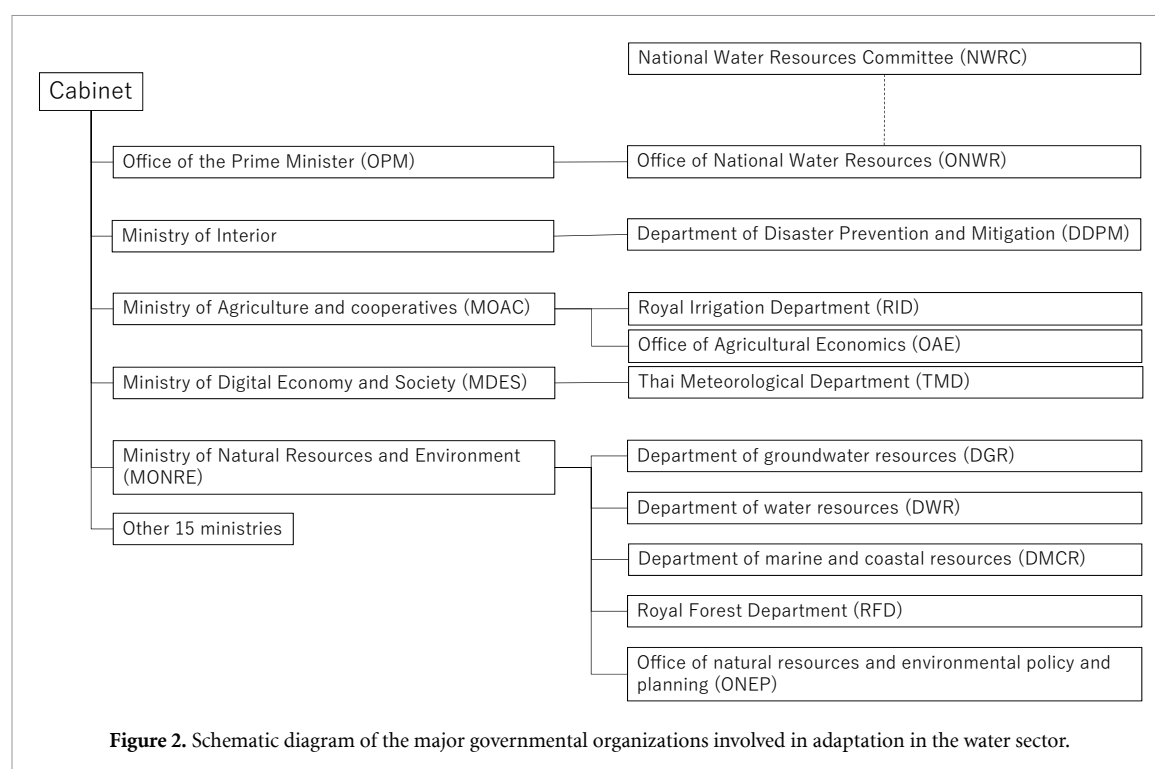 National Water Resources Committee (NWRC)
Cabinet
Office of the Prime Minister (OPM)
Office of National Water Resources (ONWR)
Ministry of Interior
Department of Disaster Prevention and Mitigation (DDPM)
Ministry of Agriculture and cooperatives (MOAC)
Royal Irrigation Department (RID)
Office of Agricultural Economics (OAE)
Ministry of Digital Economy and Society (MDES)
Thai Meteorological Department (TMD)
Ministry of Natural Resources and Environment
(MONRE)
Department of groundwater resources (DGR)
Department of water resources (DWR)
Other 15 ministries
Department of marine and coastal resources (DMCR)
Royal Forest Department (RFD)
Office of natural resources and environmental policy and
planning (ONEP)
Figure 2. Schematic diagram of the major governmental organizations involved in adaptation in the water sector.